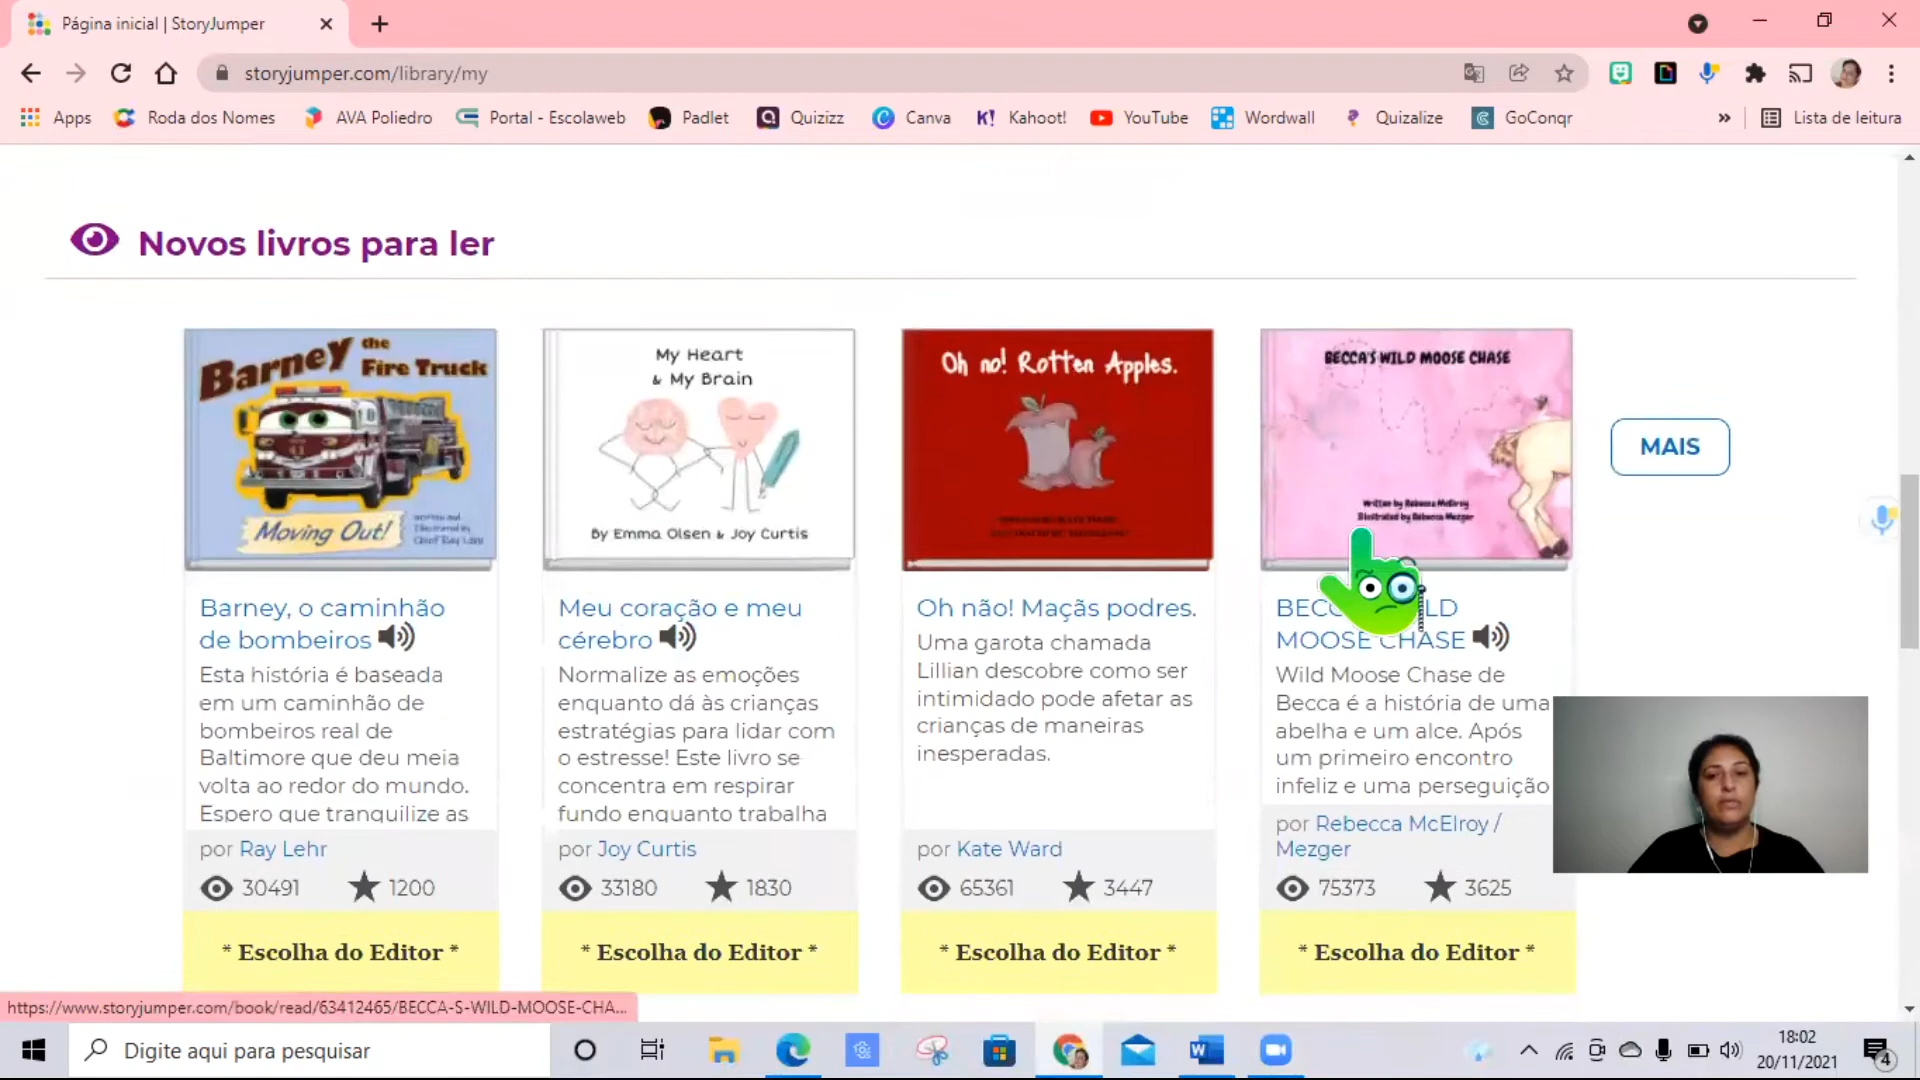 Página inicial | StoryJumper
storyjumper.com/library/my
Apps Roda dos Nomes AVA Poliedro Portal - Escolaweb Padlet Quizizz Canva K! Kahoot! YouTube Wordwall Quizalize GoConqr » Lista de leitura
Novos livros para ler
Barney the
Fire Truck
Moving Out!
My Heart
& My Brain
By Emma Olsen & Joy Curtis
Oh no! Rotten Apples.
BECCA'S WILD MOOSE CHASE
Written by Rebecca McElroy
Illustrated by Rebecca Mezger
MAIS
Barney, o caminhão
de bombeiros
Esta história é baseada
em um caminhão de
bombeiros real de
Baltimore que deu meia
volta ao redor do mundo.
Espero que tranquilize as
por Ray Lehr
30491 1200
* Escolha do Editor *
Meu coração e meu
cérebro
Normalize as emoções
enquanto dá às crianças
estratégias para lidar com
o estresse! Este livro se
concentra em respirar
fundo enquanto trabalha
por Joy Curtis
33180 1830
* Escolha do Editor *
Oh não! Maçãs podres.
Uma garota chamada
Lillian descobre como ser
intimidado pode afetar as
crianças de maneiras
inesperadas.
por Kate Ward
65361 3447
* Escolha do Editor *
MOOSE CHASE
Wild Moose Chase de
Becca é a história de uma
abelha e um alce. Após
um primeiro encontro
infeliz e uma perseguição
por Rebecca McElroy /
Mezger
75373 3625
* Escolha do Editor *
https://www.storyjumper.com/book/read/63412465/BECCA-S-WILD-MOOSE-CHA...
Digite aqui para pesquisar
18:02
20/11/2021
4